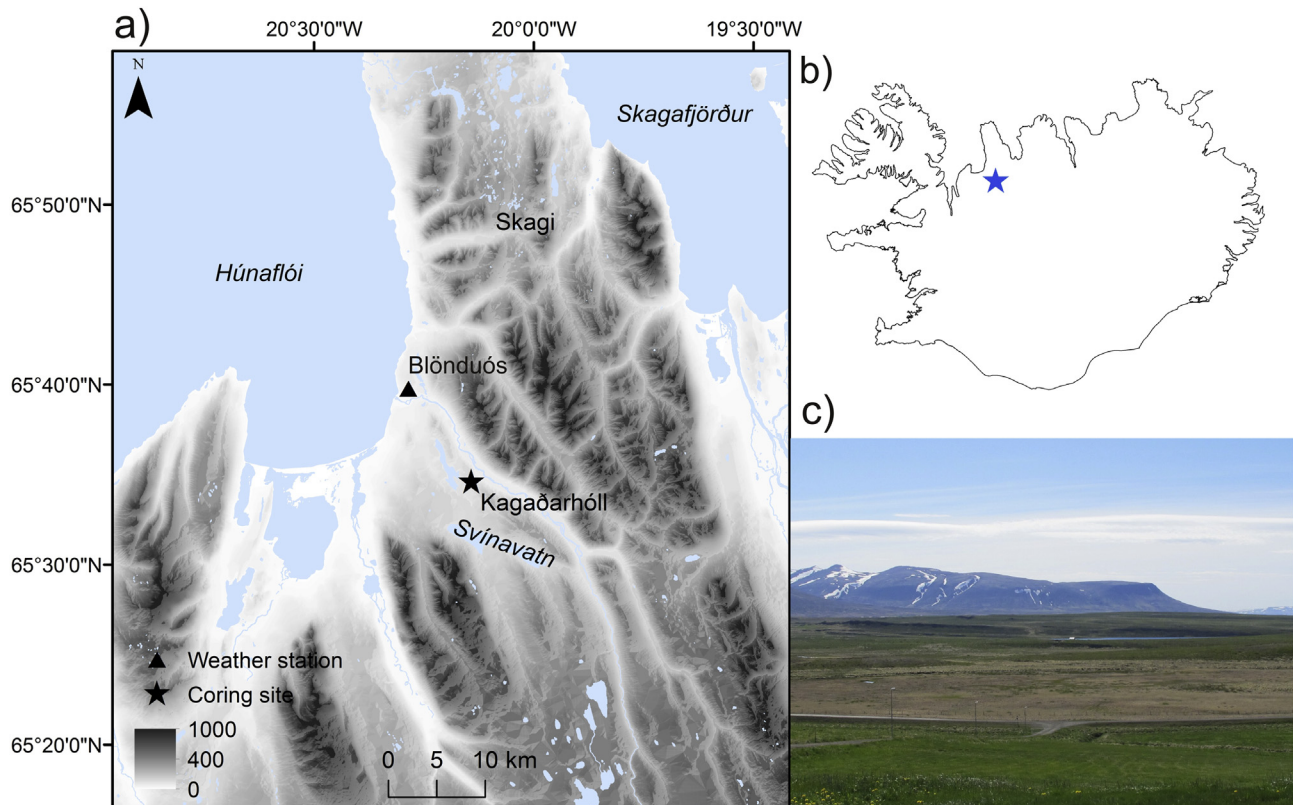 a)
20°30'0"W
20°0'0"W
19°30'0"W
N
65°50'0"N
65°40'0"N
65°30'0"N
65°20'0"N
Skagafjörður
Skagi
Húnaflói
Blönduós
Kagaðarhóll
Svínavatn
Weather station
Coring site
1000
400
0
0 5 10 km
b)
c)